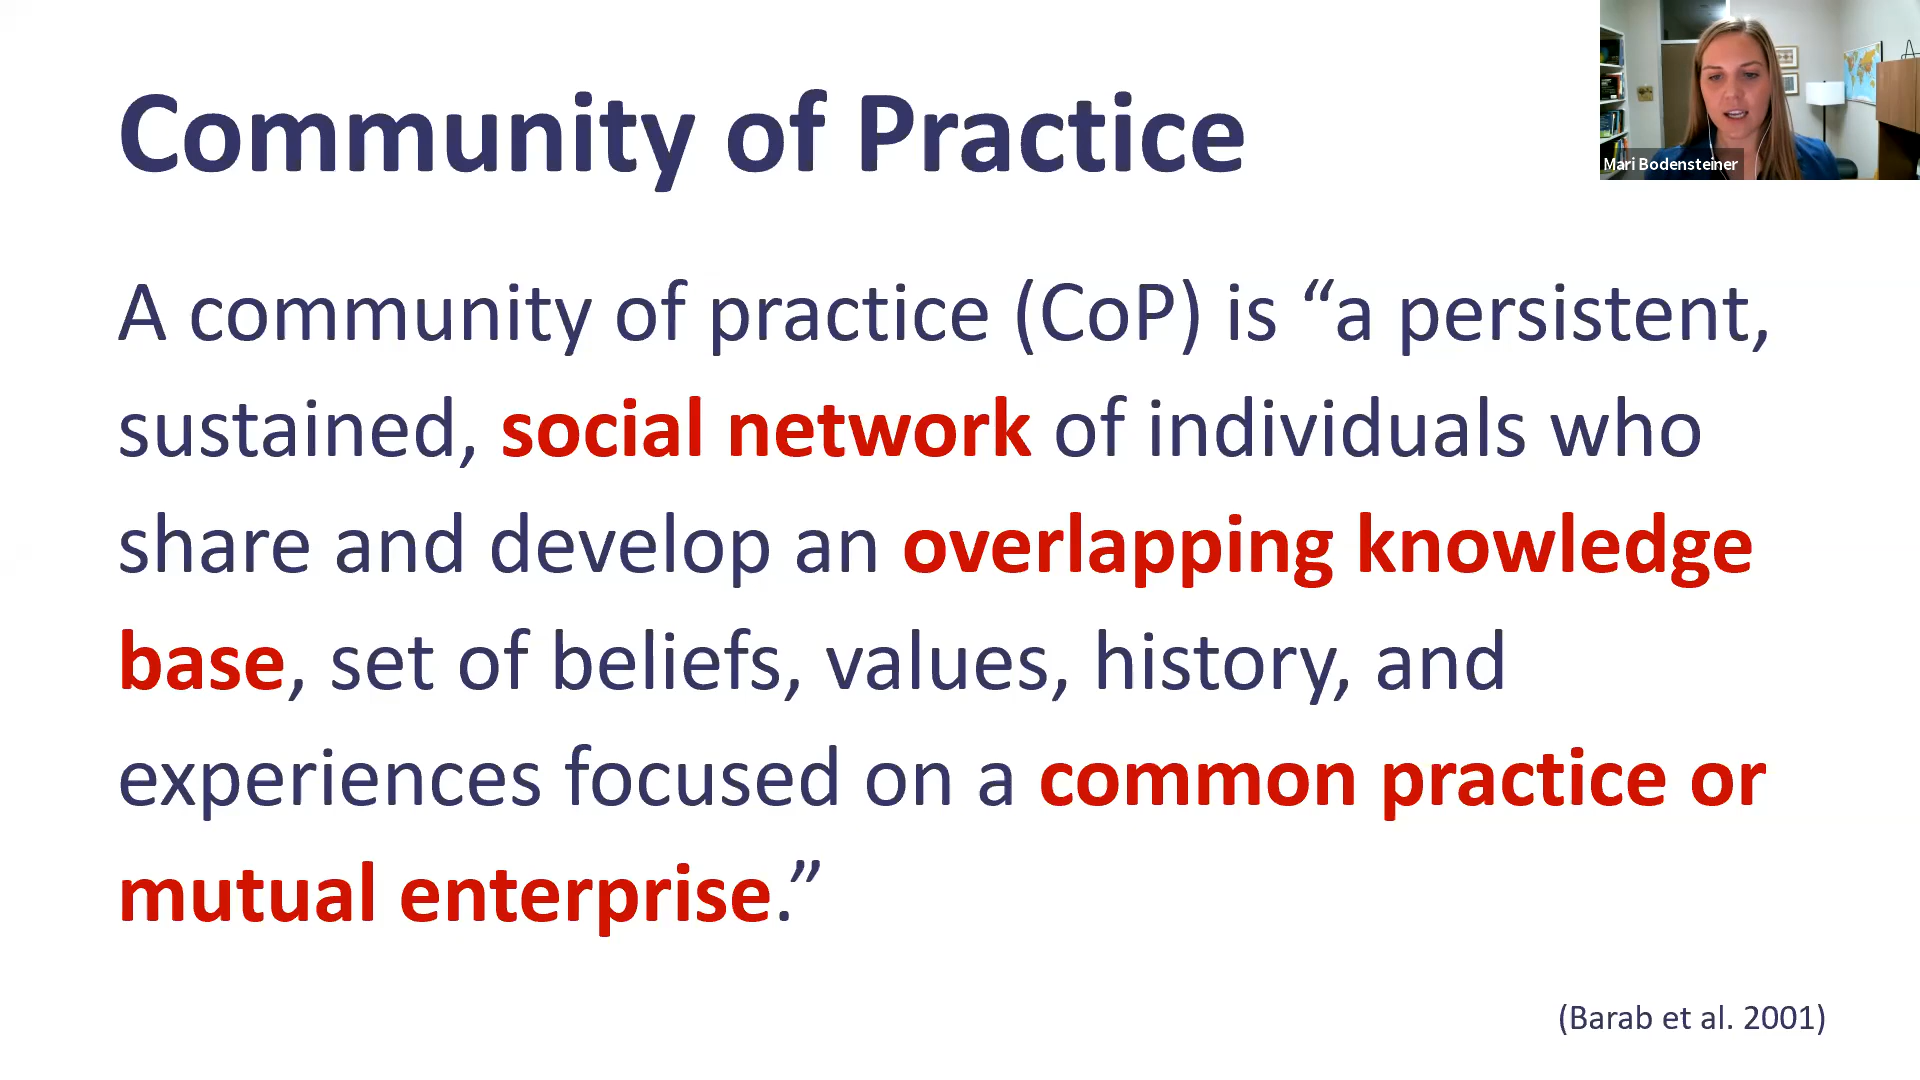 Community of Practice
Mari Bodensteiner
A community of practice (CoP) is “a persistent,
sustained, social network of individuals who
share and develop an overlapping knowledge
base, set of beliefs, values, history, and
experiences focused on a common practice or
mutual enterprise.”
(Barab et al. 2001)